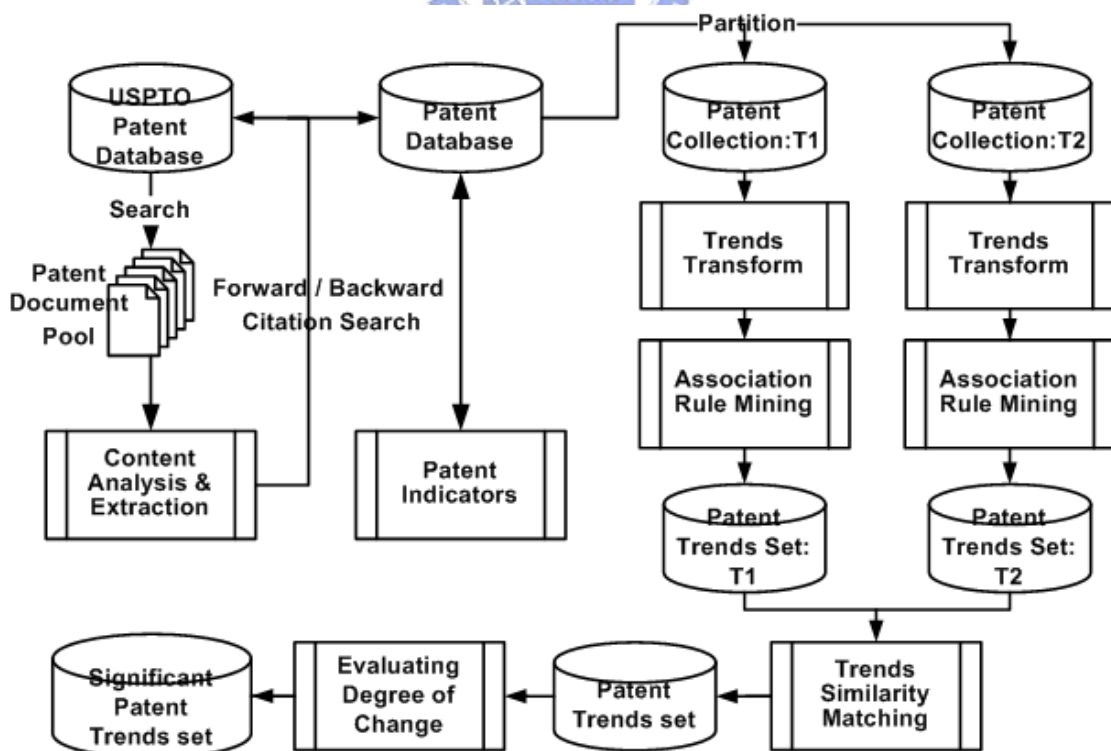 Partition
USPTO
Patent
Database
Patent
Database
Patent
Collection:T1
Patent
Collection:T2
Search
Patent
Document
Pool
Forward / Backward
Citation Search
Trends
Transform
Trends
Transform
Association
Rule Mining
Association
Rule Mining
Content
Analysis &
Extraction
Patent
Indicators
Patent
Trends Set:
T1
Patent
Trends Set:
T2
Significant
Patent
Trends set
Evaluating
Degree of
Change
Patent
Trends set
Trends
Similarity
Matching